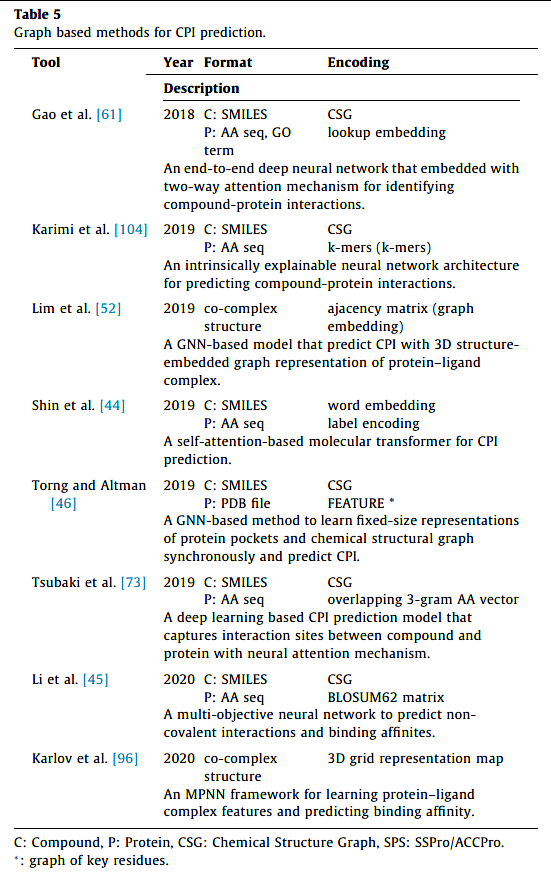 Table 5
Graph based methods for CPI prediction.
Tool Year Format Encoding
Description
Gao et al. [61] 2018 C: SMILES CSG
P: AA seq, GO lookup embedding
term
An end-to-end deep neural network that embedded with
two-way attention mechanism for identifying
compound-protein interactions.
Karimi et al. [104] 2019 C: SMILES CSG
P: AA seq k-mers (k-mers)
An intrinsically explainable neural network architecture
for predicting compound-protein interactions.
Lim et al. [52] 2019 co-complex ajacency matrix (graph
structure embedding)
A GNN-based model that predict CPI with 3D structure-
embedded graph representation of protein–ligand
complex.
Shin et al. [44] 2019 C: SMILES word embedding
P: AA seq label encoding
A self-attention-based molecular transformer for CPI
prediction.
Torng and Altman 2019 C: SMILES CSG
[46] P: PDB file FEATURE *
A GNN-based method to learn fixed-size representations
of protein pockets and chemical structural graph
synchronously and predict CPI.
Tsubaki et al. [73] 2019 C: SMILES CSG
P: AA seq overlapping 3-gram AA vector
A deep learning based CPI prediction model that
captures interaction sites between compound and
protein with neural attention mechanism.
Li et al. [45] 2020 C: SMILES CSG
P: AA seq BLOSUM62 matrix
A multi-objective neural network to predict non-
covalent interactions and binding affinites.
Karlov et al. [96] 2020 co-complex 3D grid representation map
structure
An MPNN framework for learning protein–ligand
complex features and predicting binding affinity.
C: Compound, P: Protein, CSG: Chemical Structure Graph, SPS: SSPro/ACCPro.
*: graph of key residues.